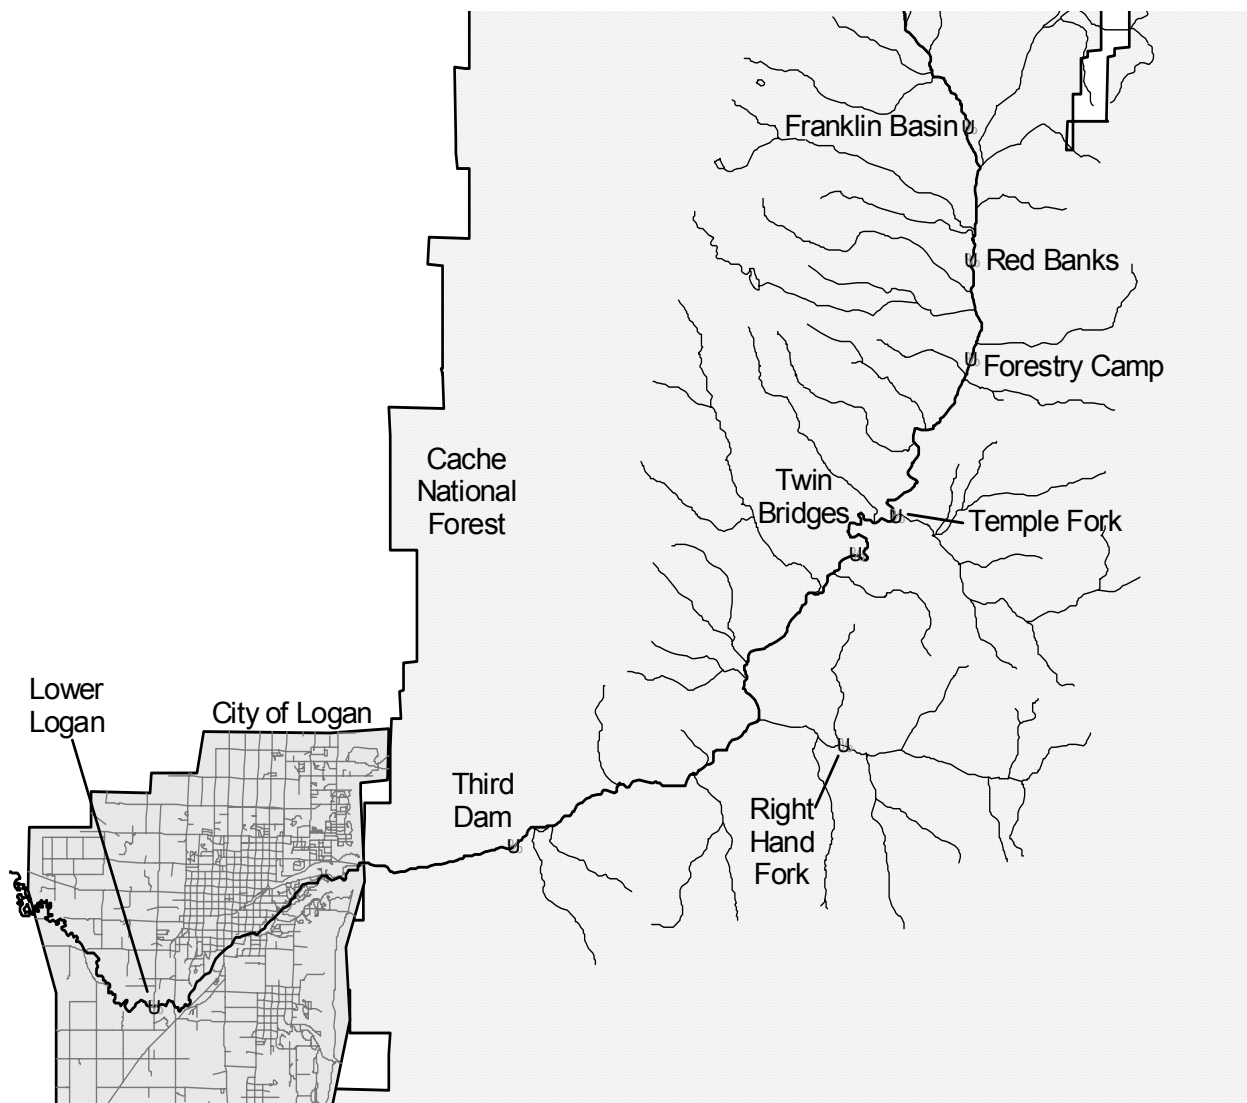 Franklin Basin
Red Banks
Forestry Camp
Cache
National
Forest
Twin
Bridges
Temple Fork
Lower
Logan
City of Logan
Third
Dam
Right
Hand
Fork